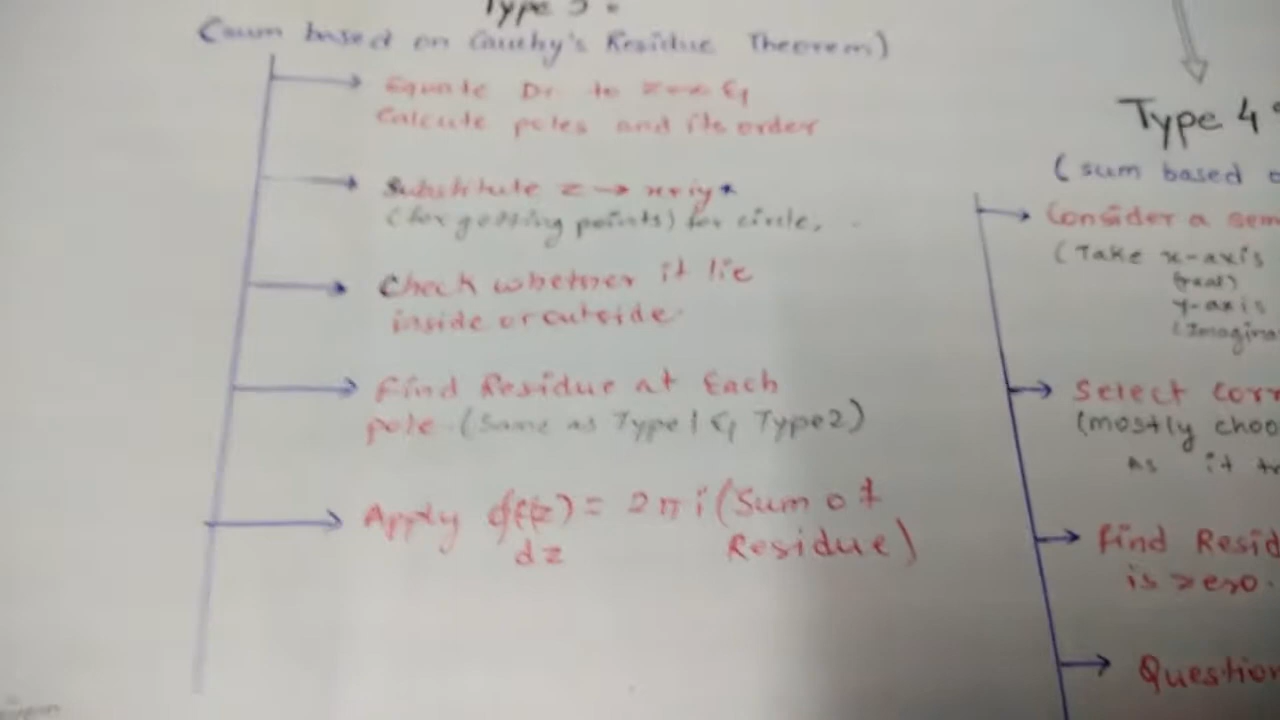 Type 3 :
(sum based on Cauchy's Residue Theorem)
Equate Dr to zero &
Calcute poles and its order
Substitute z → x+iy
(for getting points) for circle,
Check whether it lie
inside or outside
Find Residue at Each
pole (Same as Type 1 & Type 2)
Apply ∮f(z) = 2πi (Sum of
dz Residue)
Type 4
(sum based
Consider a sem
(Take x-axis
(real)
y-axis
(Imagina
Select Corr
(mostly choo
As it
Find Resid
is zero.
Question